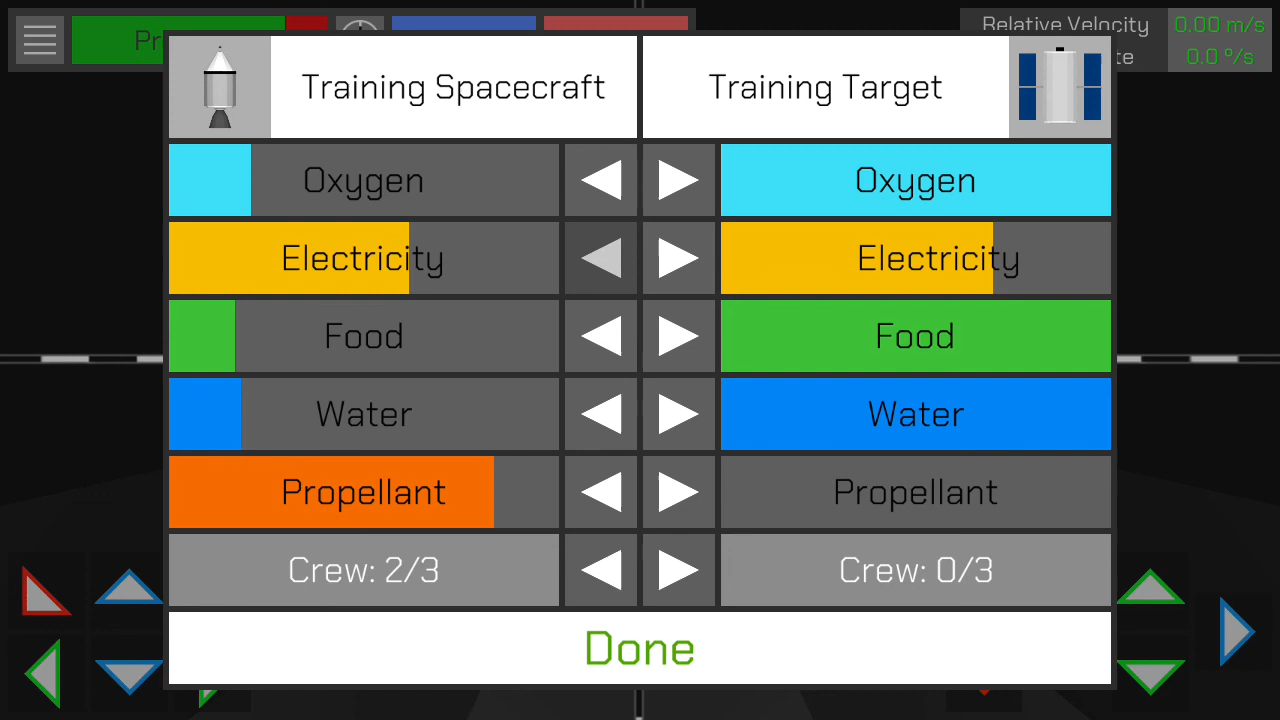 Relative Velocity 0.00 m/s
0.0 °/s
Training Spacecraft
Training Target
Oxygen
Oxygen
Electricity
Electricity
Food
Food
Water
Water
Propellant
Propellant
Crew: 2/3
Crew: 0/3
Done